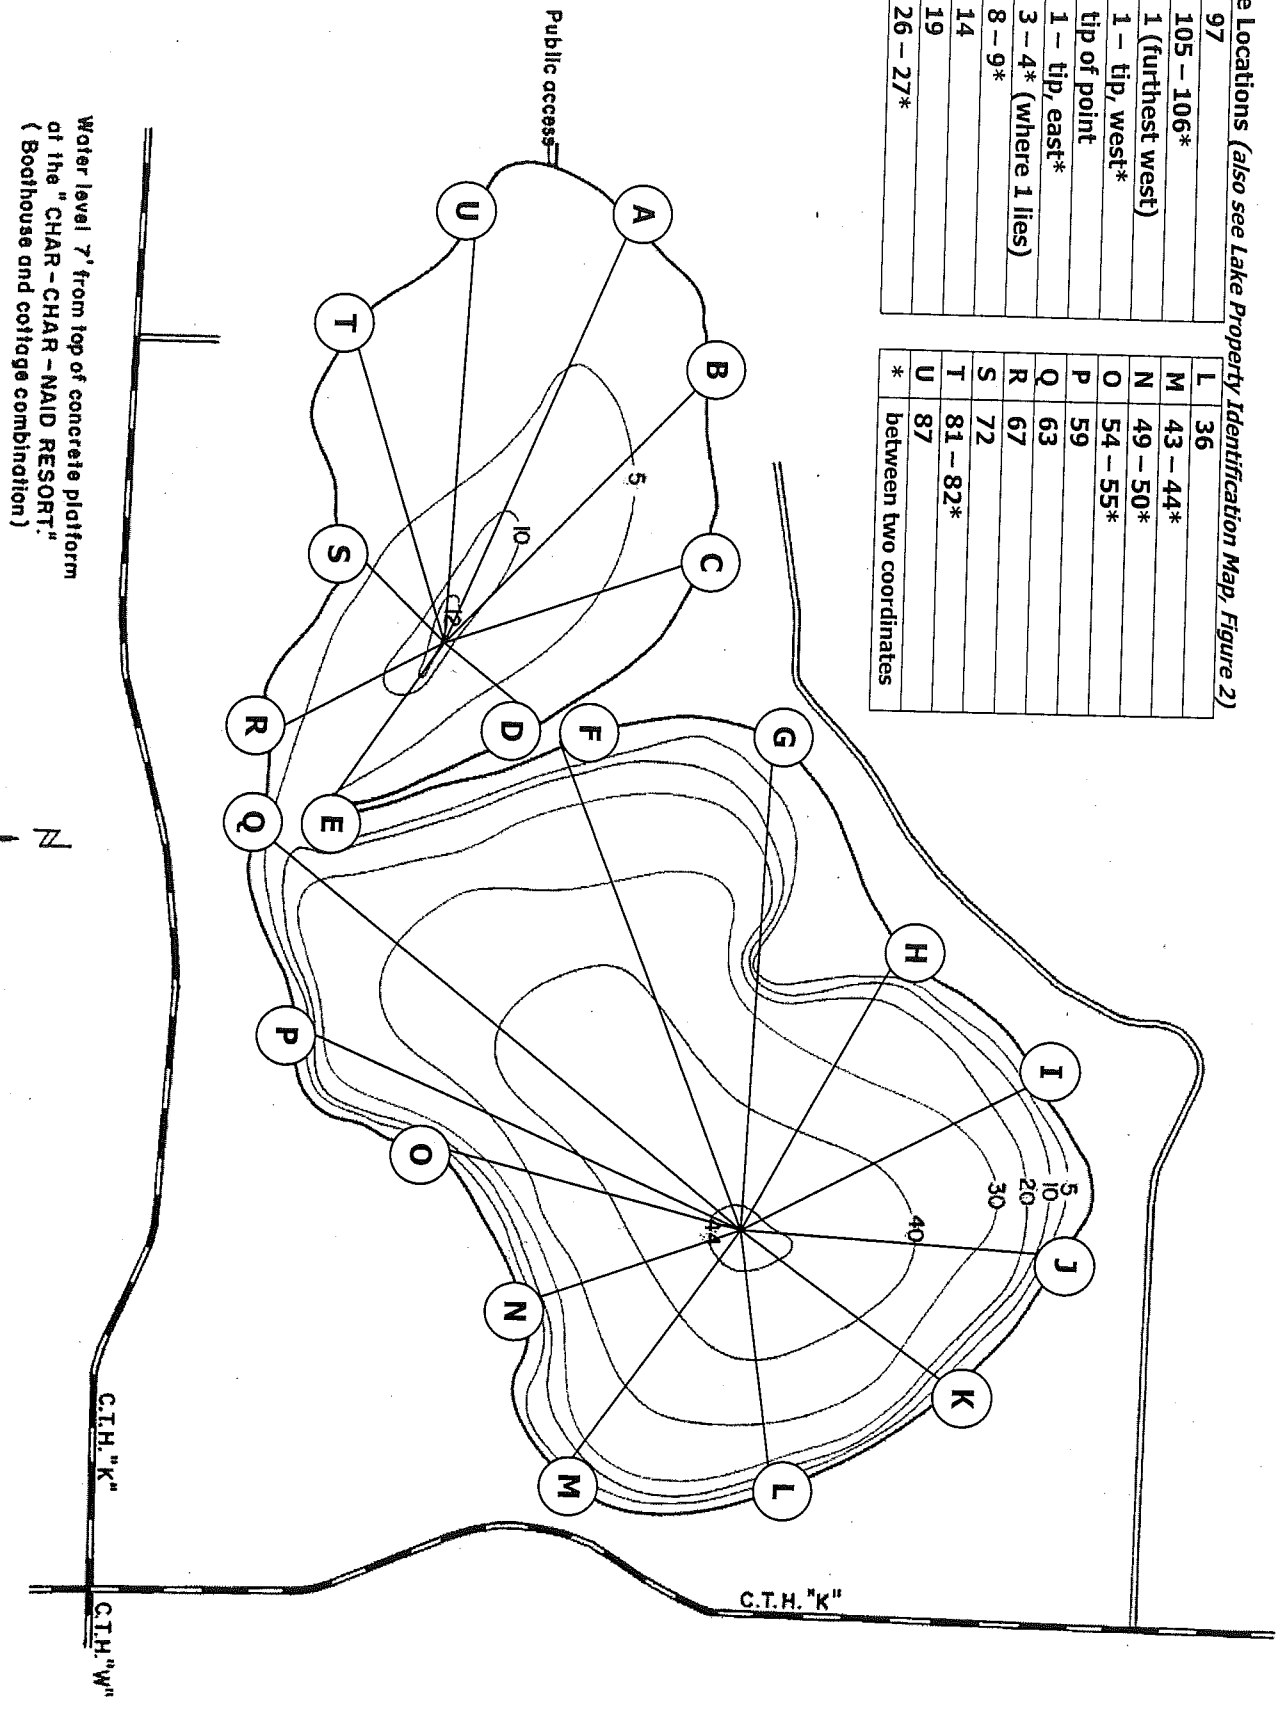 e Locations (also see Lake Property Identification Map, Figure 2)
97
105 – 106*
1 (furthest west)
1 – tip, west*
tip of point
1 – tip, east*
3 – 4* (where 1 lies)
8 – 9*
14
19
26 – 27*
L 36
M 43 – 44*
N 49 – 50*
O 54 – 55*
P 59
Q 63
R 67
S 72
T 81 – 82*
U 87
* between two coordinates
Public access
A
B
C
D
E
F
G
H
I
J
K
L
M
N
O
P
Q
R
S
T
U
5
10
12
5
10
20
30
40
44
N
C.T.H. "K"
C.T.H. "K"
C.T.H. "W"
Water level 7' from top of concrete platform
at the "CHAR-CHAR-NAID RESORT."
( Boathouse and cottage combination)